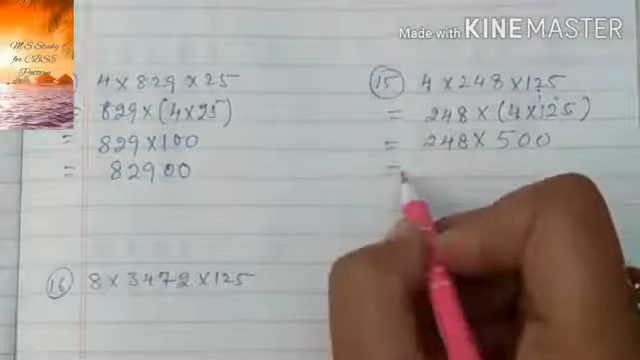 M.S Study
for CBSE
Pattern
Made with KINEMASTER
4 × 829 × 25
= 829 × (4 × 25)
= 829 × 100
= 82900
15 4 × 248 × 125
= 248 × (4 × 125)
= 248 × 500
=
16 8 × 3472 × 125